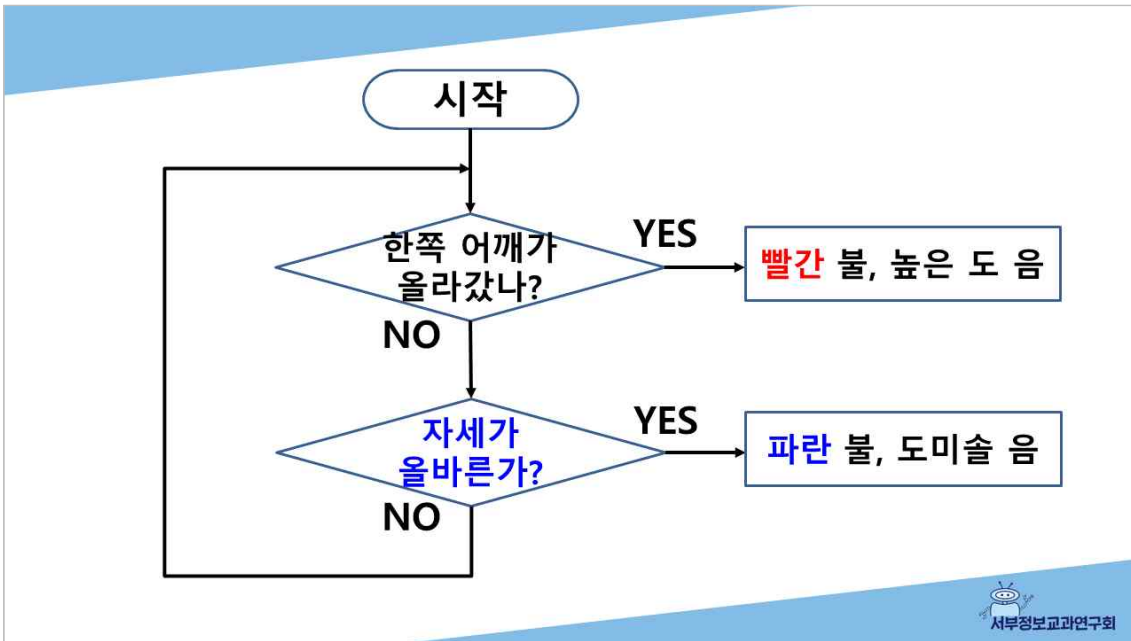 시작
한쪽 어깨가
올라갔나?
YES
빨간 불, 높은 도 음
NO
자세가
올바른가?
YES
파란 불, 도미솔 음
NO
서부정보교과연구회